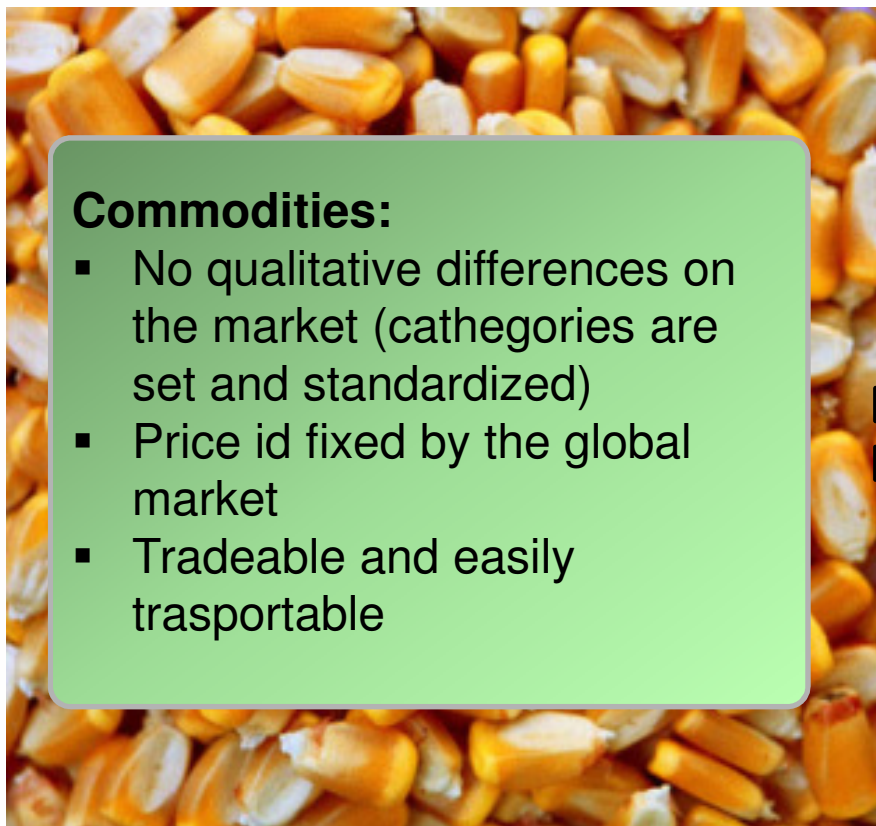 Commodities:
▪ No qualitative differences on
the market (cathegories are
set and standardized)
▪ Price id fixed by the global
market
▪ Tradeable and easily
trasportable